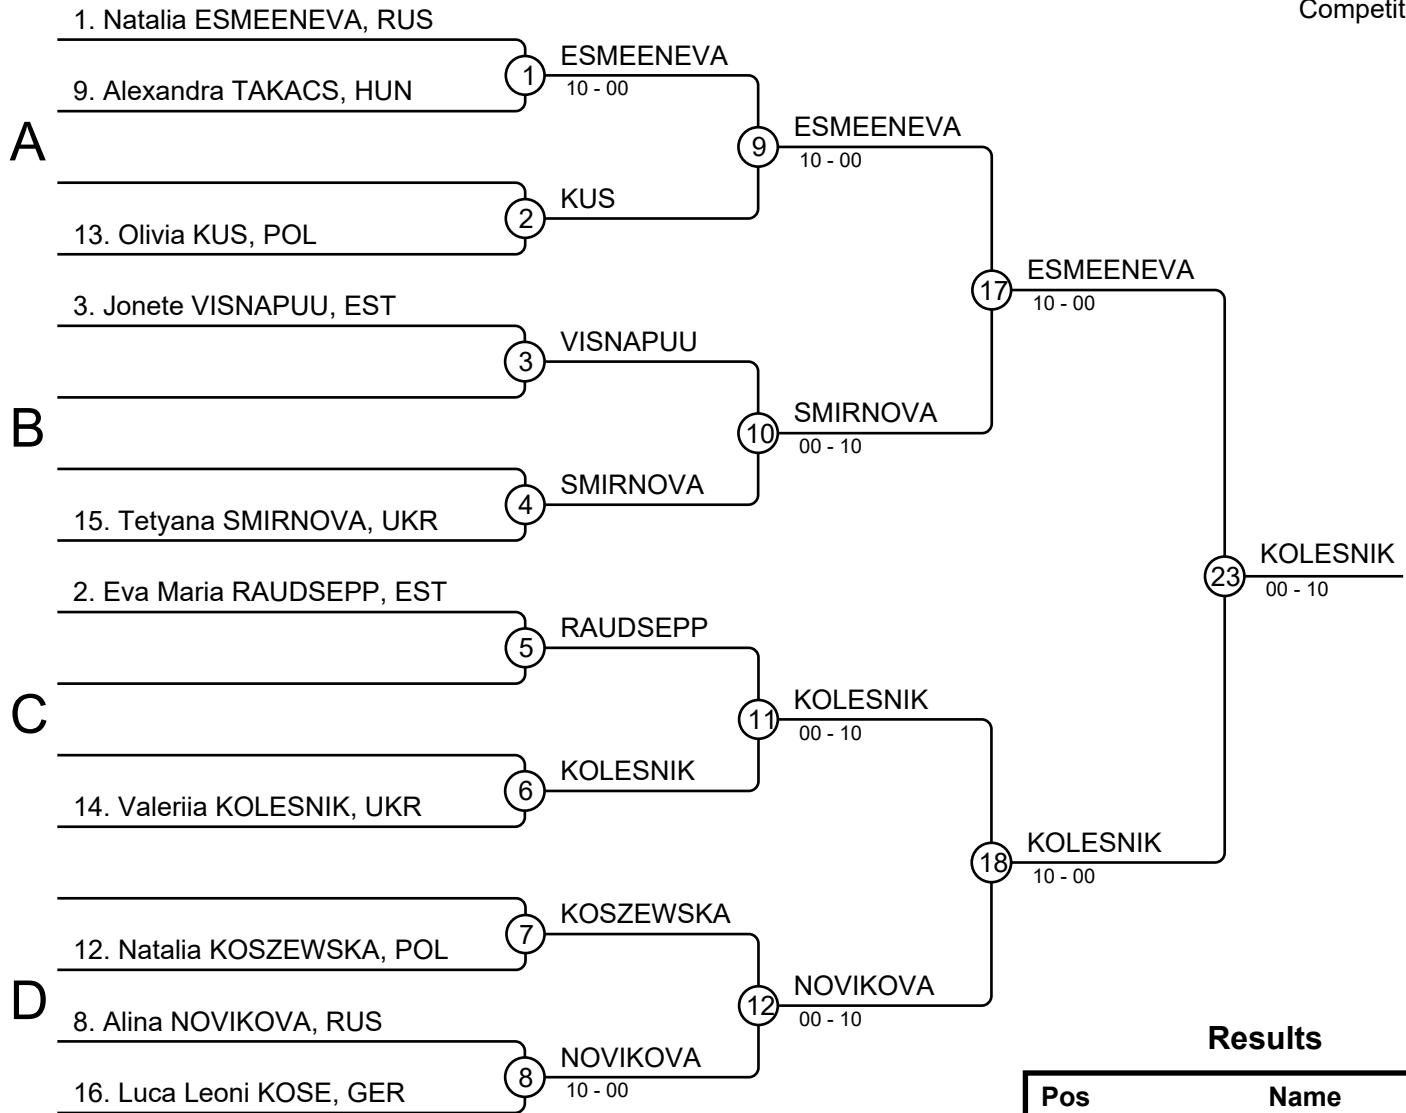 Competit
1. Natalia ESMEENEVA, RUS
ESMEENEVA
1
10 - 00
9. Alexandra TAKACS, HUN
A
ESMEENEVA
9
10 - 00
KUS
2
13. Olivia KUS, POL
ESMEENEVA
17
10 - 00
3. Jonete VISNAPUU, EST
VISNAPUU
3
B
SMIRNOVA
10
00 - 10
SMIRNOVA
4
15. Tetyana SMIRNOVA, UKR
KOLESNIK
23
00 - 10
2. Eva Maria RAUDSEPP, EST
RAUDSEPP
5
C
KOLESNIK
11
00 - 10
KOLESNIK
6
14. Valeriia KOLESNIK, UKR
KOLESNIK
18
10 - 00
KOSZEWSKA
7
12. Natalia KOSZEWSKA, POL
D
NOVIKOVA
12
00 - 10
8. Alina NOVIKOVA, RUS
NOVIKOVA
8
10 - 00
16. Luca Leoni KOSE, GER
Results
Pos Name